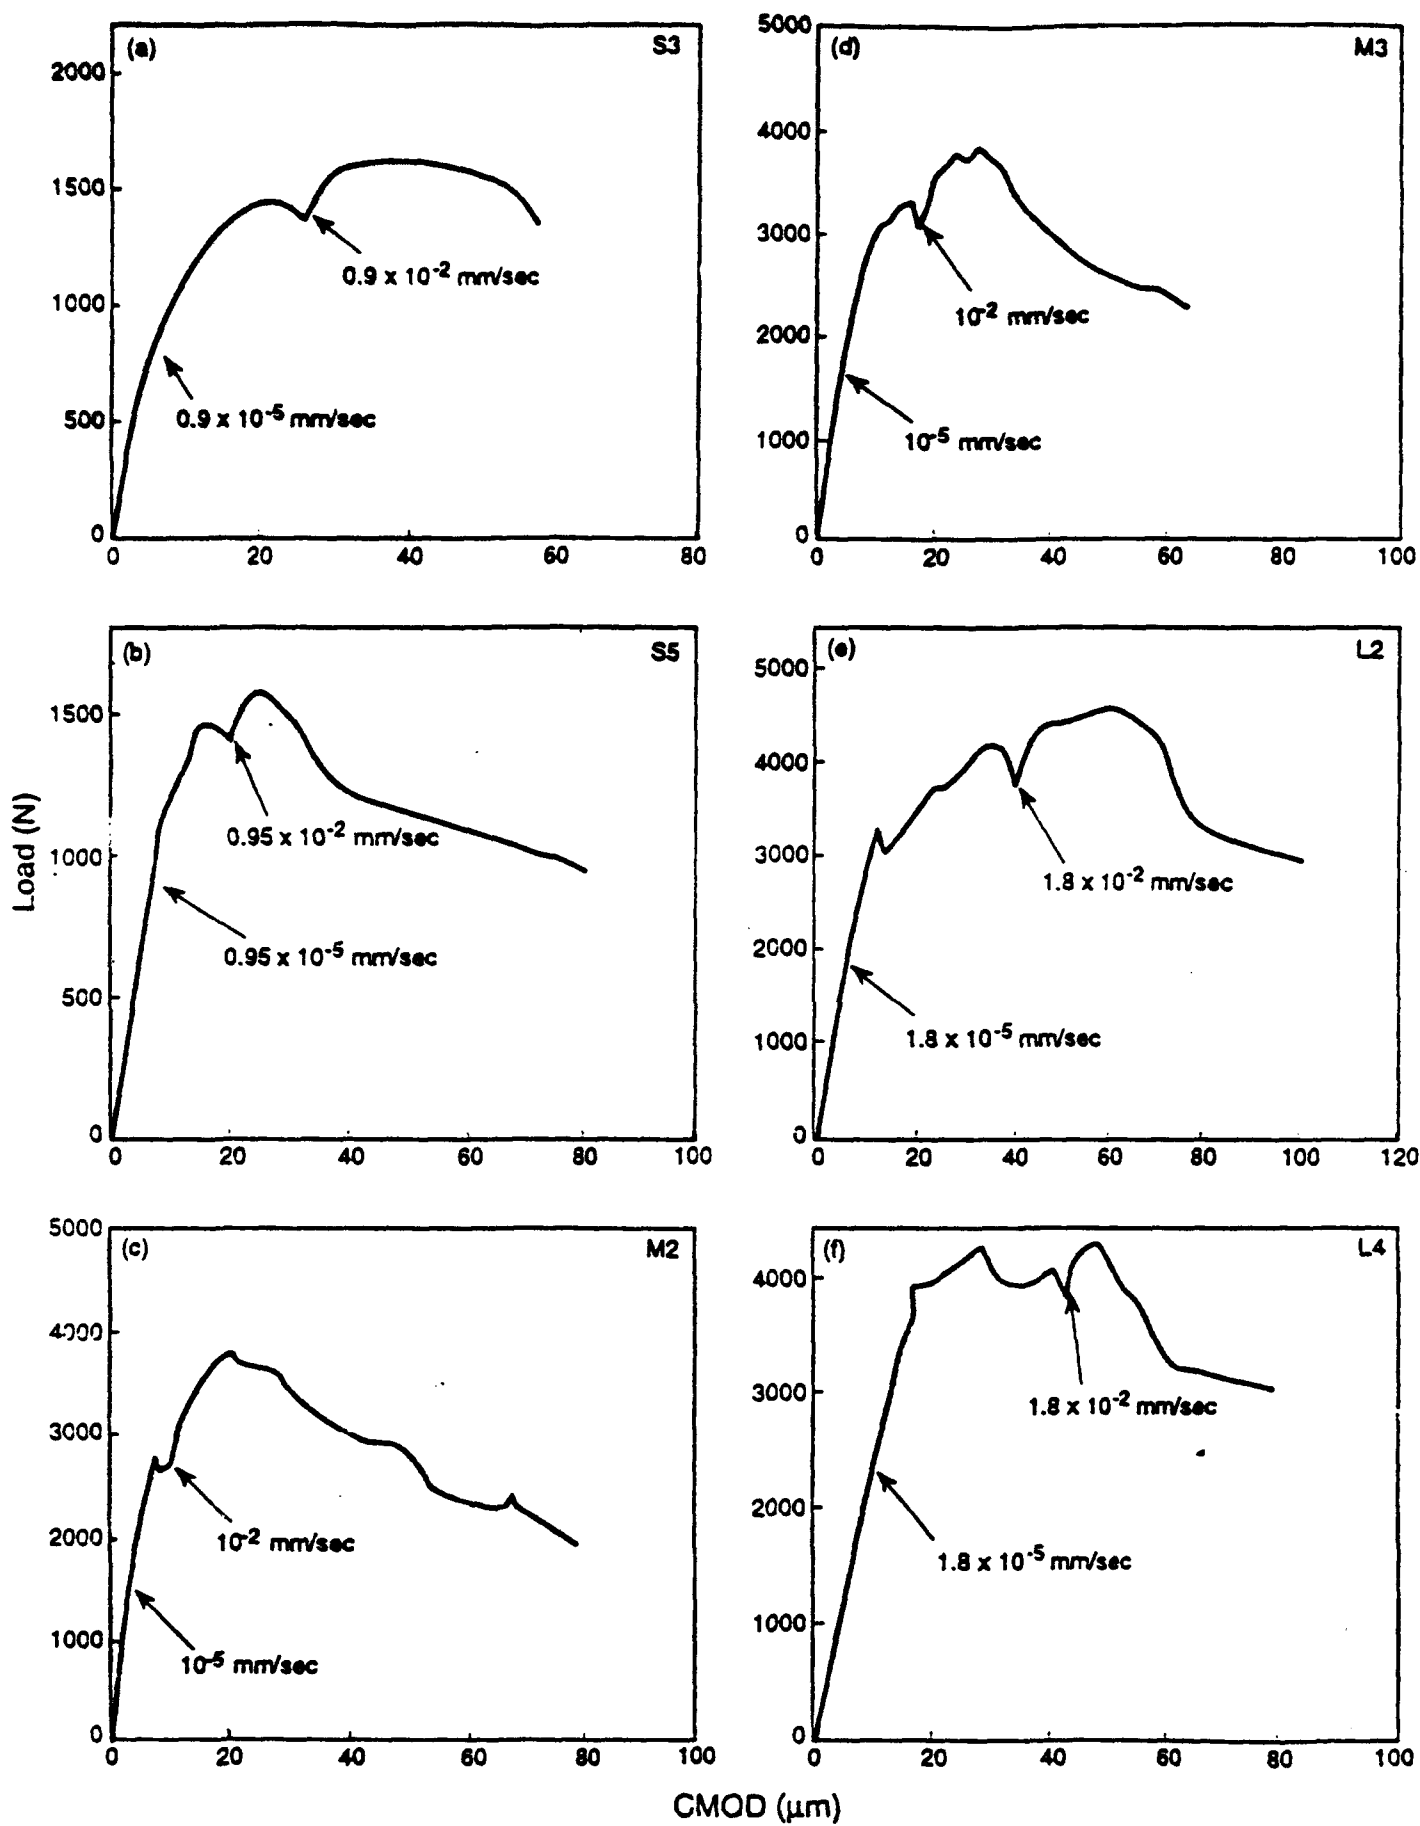 (a) S3
2000
1500
1000
500
0
0 20 40 60 80
0.9 x 10-2 mm/sec
0.9 x 10-5 mm/sec
(d) M3
5000
4000
3000
2000
1000
0
0 20 40 60 80 100
10-2 mm/sec
10-5 mm/sec
(b) S5
1500
1000
500
0
0 20 40 60 80 100
0.95 x 10-2 mm/sec
0.95 x 10-5 mm/sec
Load (N)
(e) L2
5000
4000
3000
2000
1000
0
0 20 40 60 80 100 120
1.8 x 10-2 mm/sec
1.8 x 10-5 mm/sec
(c) M2
5000
4000
3000
2000
1000
0
0 20 40 60 80 100
10-2 mm/sec
10-5 mm/sec
(f) L4
4000
3000
2000
1000
0
0 20 40 60 80 100
1.8 x 10-2 mm/sec
1.8 x 10-5 mm/sec
CMOD (μm)